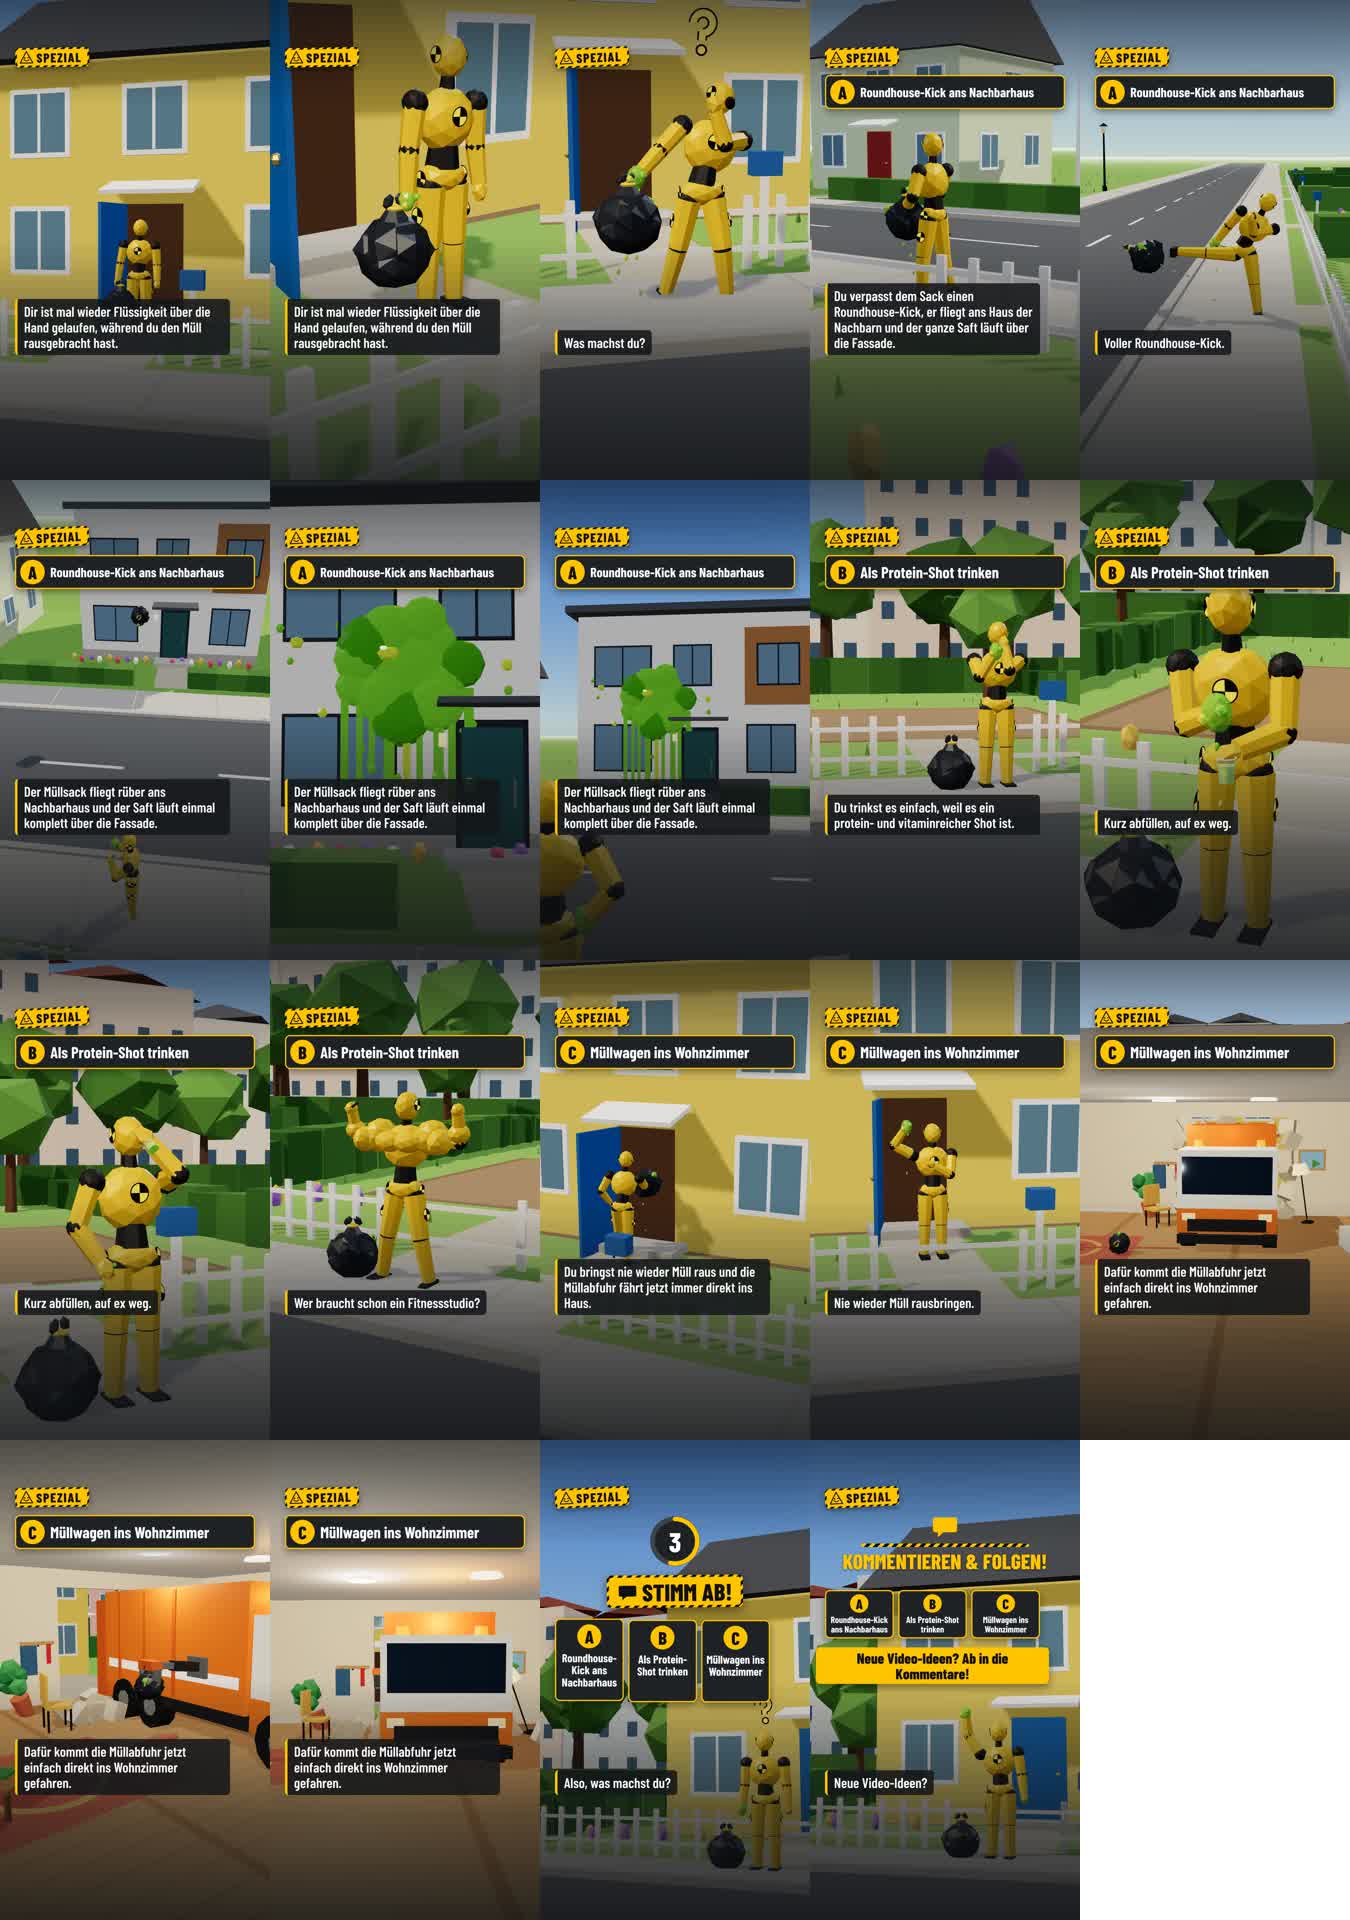 SPEZIAL
Dir ist mal wieder Flüssigkeit über die
Hand gelaufen, während du den Müll
rausgebracht hast.
SPEZIAL
Dir ist mal wieder Flüssigkeit über die
Hand gelaufen, während du den Müll
rausgebracht hast.
?
SPEZIAL
Was machst du?
SPEZIAL
A Roundhouse-Kick ans Nachbarhaus
Du verpasst dem Sack einen
Roundhouse-Kick, er fliegt ans Haus der
Nachbarn und der ganze Saft läuft über
die Fassade.
SPEZIAL
A Roundhouse-Kick ans Nachbarhaus
Voller Roundhouse-Kick.
SPEZIAL
A Roundhouse-Kick ans Nachbarhaus
Der Müllsack fliegt rüber ans
Nachbarhaus und der Saft läuft einmal
komplett über die Fassade.
SPEZIAL
A Roundhouse-Kick ans Nachbarhaus
Der Müllsack fliegt rüber ans
Nachbarhaus und der Saft läuft einmal
komplett über die Fassade.
SPEZIAL
A Roundhouse-Kick ans Nachbarhaus
Der Müllsack fliegt rüber ans
Nachbarhaus und der Saft läuft einmal
komplett über die Fassade.
SPEZIAL
B Als Protein-Shot trinken
Du trinkst es einfach, weil es ein
protein- und vitaminreicher Shot ist.
SPEZIAL
B Als Protein-Shot trinken
Kurz abfüllen, auf ex weg.
SPEZIAL
B Als Protein-Shot trinken
Kurz abfüllen, auf ex weg.
SPEZIAL
B Als Protein-Shot trinken
Wer braucht schon ein Fitnessstudio?
SPEZIAL
C Müllwagen ins Wohnzimmer
Du bringst nie wieder Müll raus und die
Müllabfuhr fährt jetzt immer direkt ins
Haus.
SPEZIAL
C Müllwagen ins Wohnzimmer
Nie wieder Müll rausbringen.
SPEZIAL
C Müllwagen ins Wohnzimmer
Dafür kommt die Müllabfuhr jetzt
einfach direkt ins Wohnzimmer
gefahren.
SPEZIAL
C Müllwagen ins Wohnzimmer
Dafür kommt die Müllabfuhr jetzt
einfach direkt ins Wohnzimmer
gefahren.
SPEZIAL
C Müllwagen ins Wohnzimmer
Dafür kommt die Müllabfuhr jetzt
einfach direkt ins Wohnzimmer
gefahren.
SPEZIAL
3
STIMM AB!
A
Roundhouse-
Kick ans
Nachbarhaus
B
Als Protein-
Shot trinken
C
Müllwagen ins
Wohnzimmer
?
Also, was machst du?
SPEZIAL
KOMMENTIEREN & FOLGEN!
A
Roundhouse-Kick
ans Nachbarhaus
B
Als Protein-Shot
trinken
C
Müllwagen ins
Wohnzimmer
Neue Video-Ideen? Ab in die
Kommentare!
Neue Video-Ideen?